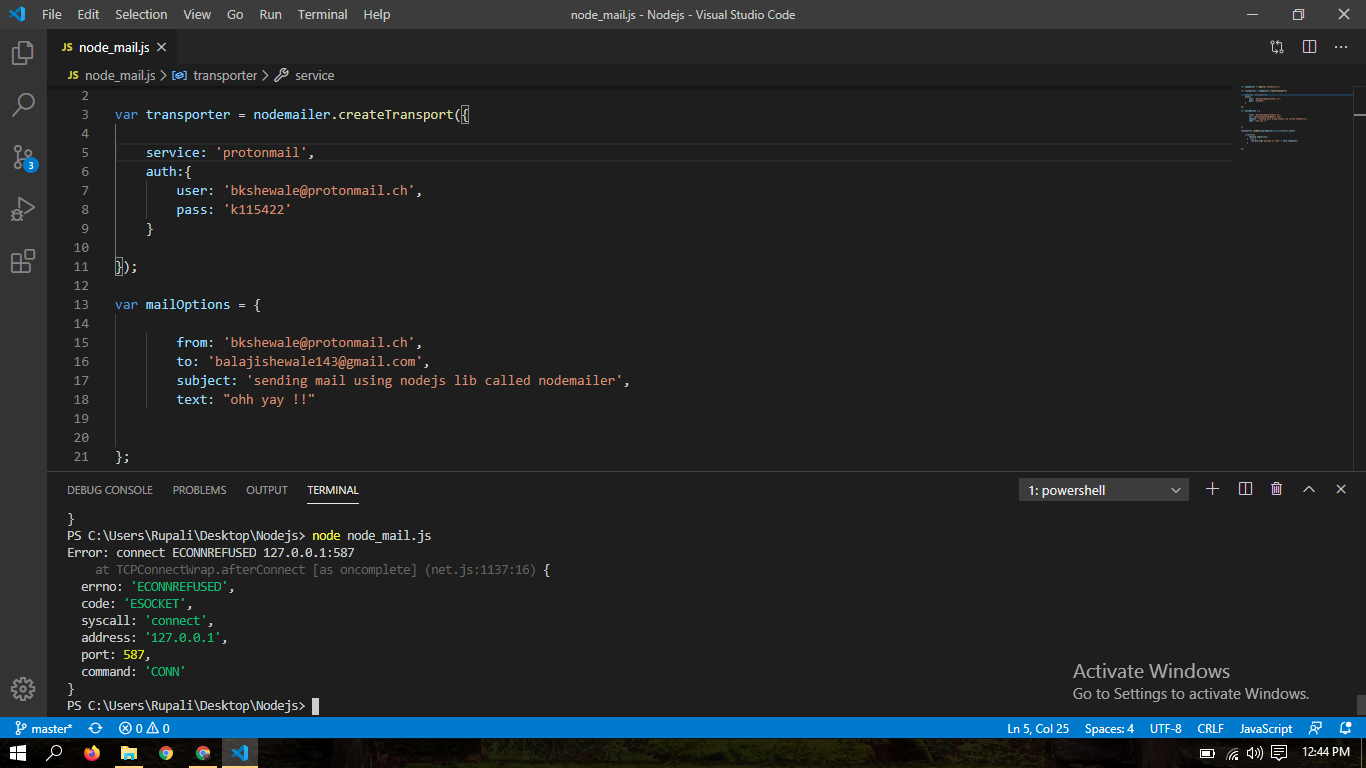 File Edit Selection View Go Run Terminal Help node_mail.js - Nodejs - Visual Studio Code
JS node_mail.js
JS node_mail.js > transporter > service
2
3 var transporter = nodemailer.createTransport({
4
5 service: 'protonmail',
6 auth:{
7 user: 'bkshewale@protonmail.ch',
8 pass: 'k115422'
9 }
10
11 });
12
13 var mailOptions = {
14
15 from: 'bkshewale@protonmail.ch',
16 to: 'balajishewale143@gmail.com',
17 subject: 'sending mail using nodejs lib called nodemailer',
18 text: "ohh yay !!"
19
20
21 };
3
DEBUG CONSOLE PROBLEMS OUTPUT TERMINAL 1: powershell
}
PS C:\Users\Rupali\Desktop\Nodejs> node node_mail.js
Error: connect ECONNREFUSED 127.0.0.1:587
at TCPConnectWrap.afterConnect [as oncomplete] (net.js:1137:16) {
errno: 'ECONNREFUSED',
code: 'ESOCKET',
syscall: 'connect',
address: '127.0.0.1',
port: 587,
command: 'CONN'
}
PS C:\Users\Rupali\Desktop\Nodejs>
Activate Windows
Go to Settings to activate Windows.
master* 0 0 Ln 5, Col 25 Spaces: 4 UTF-8 CRLF JavaScript
12:44 PM